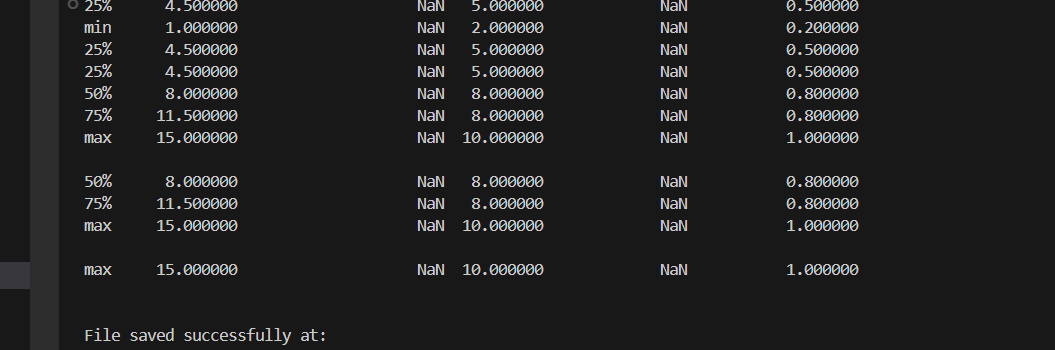 25% 4.500000 NaN 5.000000 NaN 0.500000
min 1.000000 NaN 2.000000 NaN 0.200000
25% 4.500000 NaN 5.000000 NaN 0.500000
25% 4.500000 NaN 5.000000 NaN 0.500000
50% 8.000000 NaN 8.000000 NaN 0.800000
75% 11.500000 NaN 8.000000 NaN 0.800000
max 15.000000 NaN 10.000000 NaN 1.000000
50% 8.000000 NaN 8.000000 NaN 0.800000
75% 11.500000 NaN 8.000000 NaN 0.800000
max 15.000000 NaN 10.000000 NaN 1.000000
max 15.000000 NaN 10.000000 NaN 1.000000
File saved successfully at: